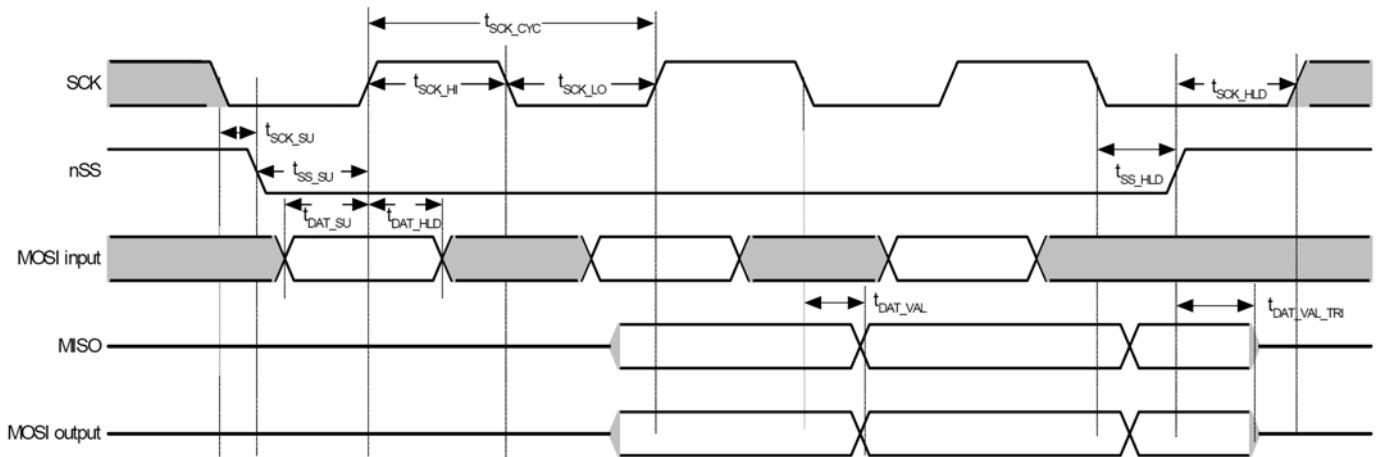 tSCK_CYC
SCK
tSCK_HI
tSCK_LO
tSCK_HLD
tSCK_SU
nSS
tSS_SU
tSS_HLD
tDAT_SU
tDAT_HLD
MOSI input
tDAT_VAL
tDAT_VAL_TRI
MISO
MOSI output